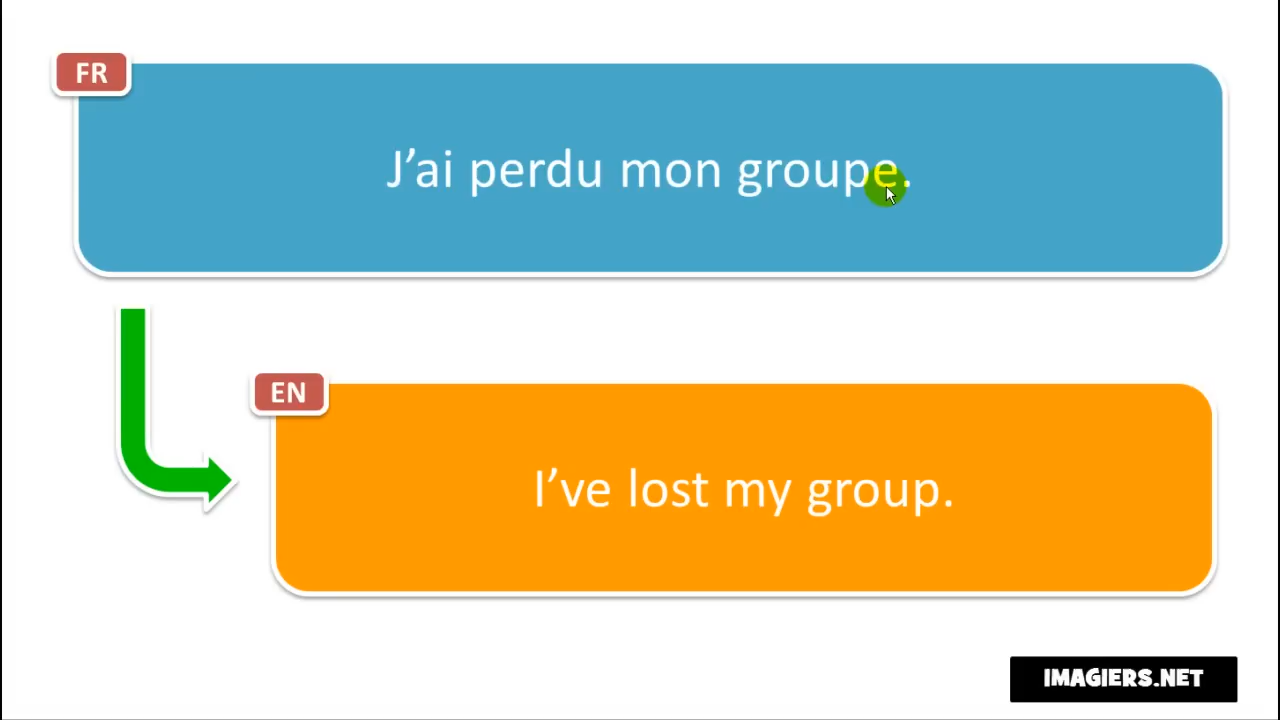 FR
J’ai perdu mon groupe.
EN
I’ve lost my group.
IMAGIERS.NET